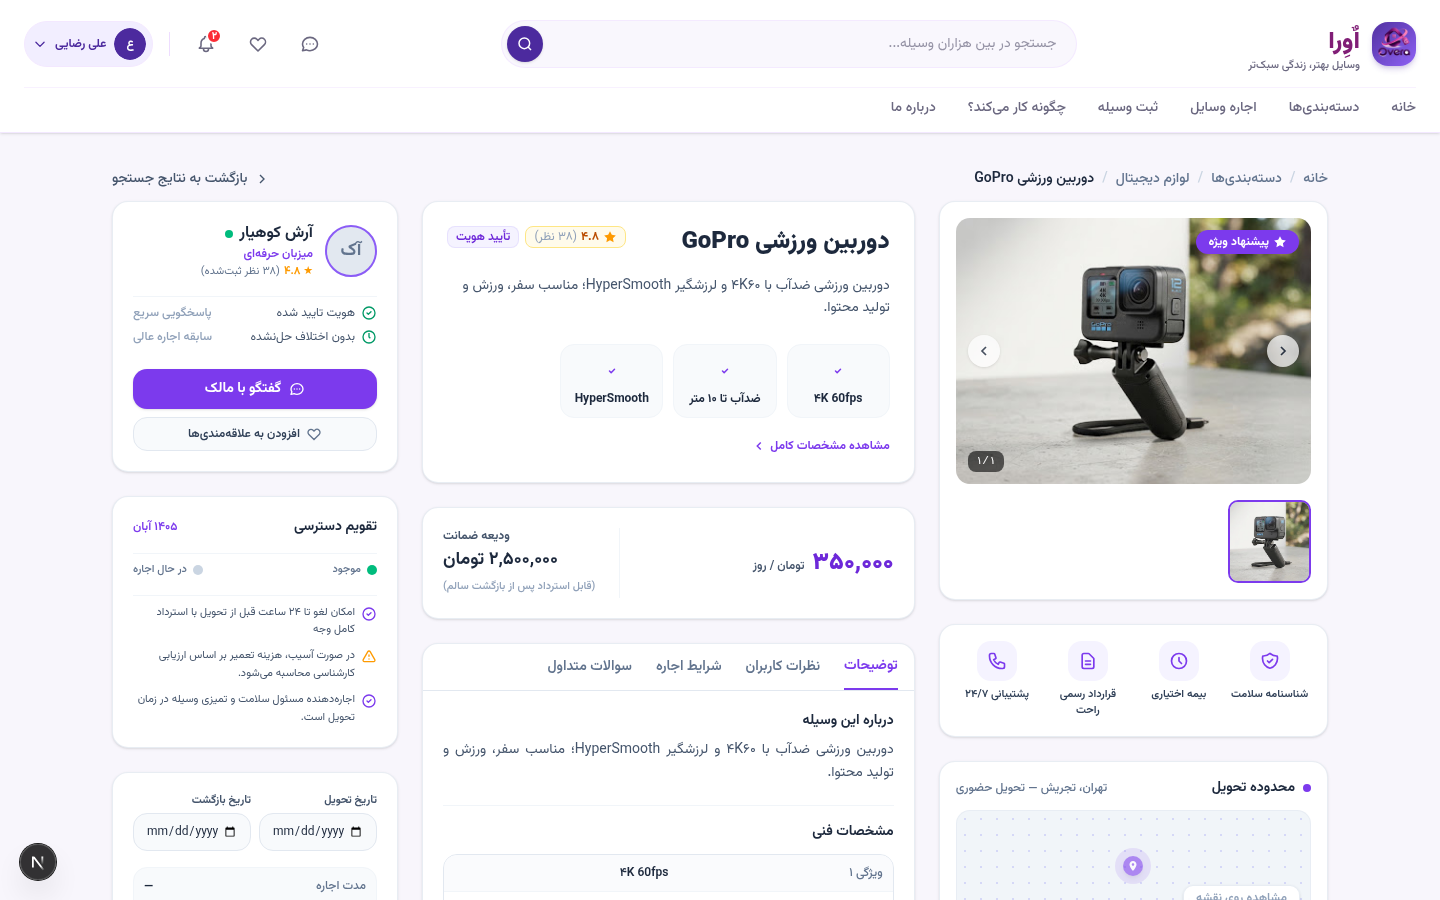 اُورا
وسایل بهتر، زندگی سبک‌تر
Overa
جستجو در بین هزاران وسیله...
۲
ع
علی رضایی
خانه
دسته‌بندی‌ها
اجاره وسایل
ثبت وسیله
چگونه کار می‌کند؟
درباره ما
خانه / دسته‌بندی‌ها / لوازم دیجیتال / دوربین ورزشی GoPro
بازگشت به نتایج جستجو
پیشنهاد ویژه
GoPro
12
۱/۱
شناسنامه سلامت
بیمه اختیاری
قرارداد رسمی
راحت
پشتیبانی ۲۴/۷
محدوده تحویل
تهران، تجریش – تحویل حضوری
مشاهده روی نقشه
دوربین ورزشی GoPro
۴.۸ (۳۸ نظر)
تأیید هویت
دوربین ورزشی ضدآب با ۴K۶۰ و لرزشگیر HyperSmooth؛ مناسب سفر، ورزش و
تولید محتوا.
۴K 60fps
ضدآب تا ۱۰ متر
HyperSmooth
مشاهده مشخصات کامل
۳۵۰,۰۰۰ تومان / روز
ودیعه ضمانت
۲,۵۰۰,۰۰۰ تومان
(قابل استرداد پس از بازگشت سالم)
توضیحات
نظرات کاربران
شرایط اجاره
سوالات متداول
درباره این وسیله
دوربین ورزشی ضدآب با ۴K۶۰ و لرزشگیر HyperSmooth؛ مناسب سفر، ورزش و
تولید محتوا.
مشخصات فنی
ویژگی ۱
۴K 60fps
آک
آرش کوهیار
میزبان حرفه‌ای
۴.۸ (۳۸ نظر ثبت‌شده)
هویت تایید شده
پاسخگویی سریع
بدون اختلاف حل‌نشده
سابقه اجاره عالی
گفتگو با مالک
افزودن به علاقه‌مندی‌ها
تقویم دسترسی
۱۴۰۵ آبان
موجود
در حال اجاره
امکان لغو تا ۲۴ ساعت قبل از تحویل با استرداد
کامل وجه
در صورت آسیب، هزینه تعمیر بر اساس ارزیابی
کارشناسی محاسبه می‌شود.
اجاره‌دهنده مسئول سلامت و تمیزی وسیله در زمان
تحویل است.
تاریخ تحویل
تاریخ بازگشت
mm/dd/yyyy
mm/dd/yyyy
مدت اجاره
–
N